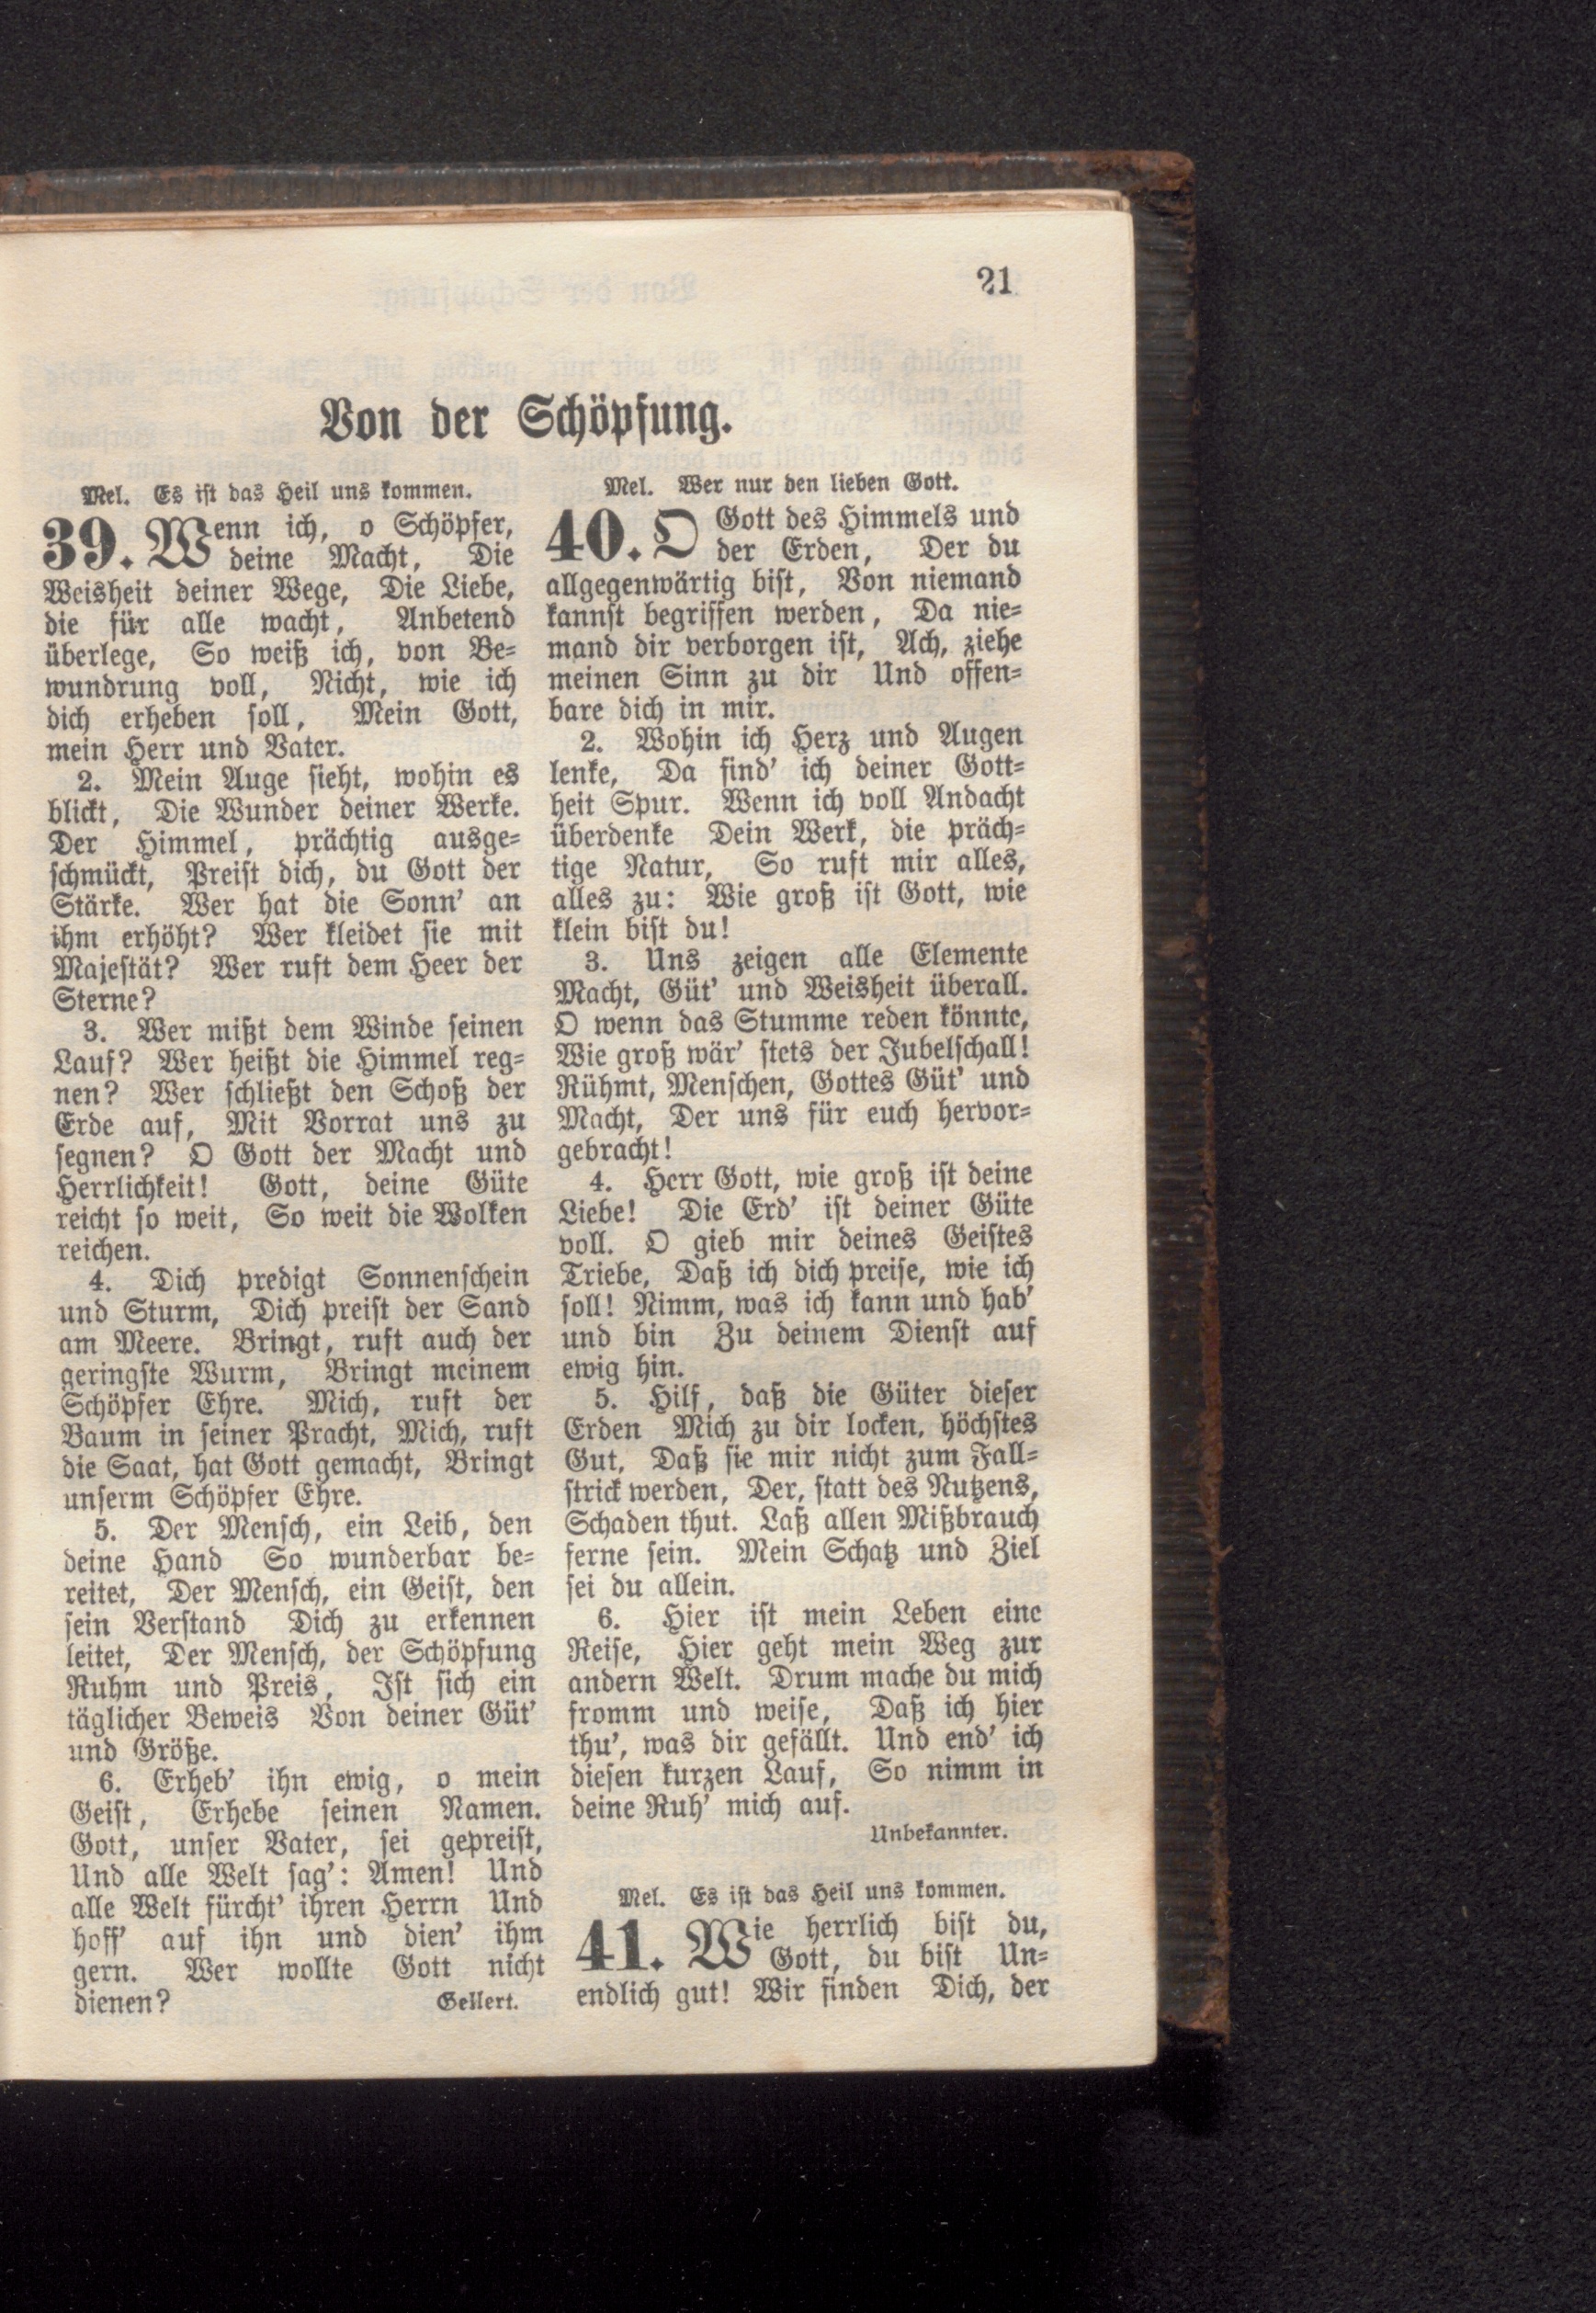 21
Von der Schöpfung.
Mel. Es ist das Heil uns kommen.
39. Wenn ich, o Schöpfer,
deine Macht, Die
Weisheit deiner Wege, Die Liebe,
die für alle wacht, Anbetend
überlege, So weiß ich, von Be-
wundrung voll, Nicht, wie ich
dich erheben soll, Mein Gott,
mein Herr und Vater.
2. Mein Auge sieht, wohin es
blickt, Die Wunder deiner Werke.
Der Himmel, prächtig ausge-
schmückt, Preist dich, du Gott der
Stärke. Wer hat die Sonn' an
ihm erhöht? Wer kleidet sie mit
Majestät? Wer ruft dem Heer der
Sterne?
3. Wer mißt dem Winde seinen
Lauf? Wer heißt die Himmel reg-
nen? Wer schließt den Schoß der
Erde auf, Mit Vorrat uns zu
segnen? O Gott der Macht und
Herrlichkeit! Gott, deine Güte
reicht so weit, So weit die Wolken
reichen.
4. Dich predigt Sonnenschein
und Sturm, Dich preist der Sand
am Meere. Bringt, ruft auch der
geringste Wurm, Bringt meinem
Schöpfer Ehre. Mich, ruft der
Baum in seiner Pracht, Mich, ruft
die Saat, hat Gott gemacht, Bringt
unserm Schöpfer Ehre.
5. Der Mensch, ein Leib, den
deine Hand So wunderbar be-
reitet, Der Mensch, ein Geist, den
sein Verstand Dich zu erkennen
leitet, Der Mensch, der Schöpfung
Ruhm und Preis, Ist sich ein
täglicher Beweis Von deiner Güt'
und Größe.
6. Erheb' ihn ewig, o mein
Geist, Erhebe seinen Namen.
Gott, unser Vater, sei gepreist,
Und alle Welt sag': Amen! Und
alle Welt fürcht' ihren Herrn Und
hoff' auf ihn und dien' ihm
gern. Wer wollte Gott nicht
dienen? Gellert.
Mel. Wer nur den lieben Gott.
40. O Gott des Himmels und
der Erden, Der du
allgegenwärtig bist, Von niemand
kannst begriffen werden, Da nie-
mand dir verborgen ist, Ach, ziehe
meinen Sinn zu dir Und offen-
bare dich in mir.
2. Wohin ich Herz und Augen
lenke, Da find' ich deiner Gott-
heit Spur. Wenn ich voll Andacht
überdenke Dein Werk, die präch-
tige Natur, So ruft mir alles,
alles zu: Wie groß ist Gott, wie
klein bist du!
3. Uns zeigen alle Elemente
Macht, Güt' und Weisheit überall.
O wenn das Stumme reden könnte,
Wie groß wär' stets der Jubelschall!
Rühmt, Menschen, Gottes Güt' und
Macht, Der uns für euch hervor-
gebracht!
4. Herr Gott, wie groß ist deine
Liebe! Die Erd' ist deiner Güte
voll. O gieb mir deines Geistes
Triebe, Daß ich dich preise, wie ich
soll! Nimm, was ich kann und hab'
und bin Zu deinem Dienst auf
ewig hin.
5. Hilf, daß die Güter dieser
Erden Mich zu dir locken, höchstes
Gut, Daß sie mir nicht zum Fall-
strick werden, Der, statt des Nutzens,
Schaden thut. Laß allen Mißbrauch
ferne sein. Mein Schatz und Ziel
sei du allein.
6. Hier ist mein Leben eine
Reise, Hier geht mein Weg zur
andern Welt. Drum mache du mich
fromm und weise, Daß ich hier
thu', was dir gefällt. Und end' ich
diesen kurzen Lauf, So nimm in
deine Ruh' mich auf.
Unbekannter.
Mel. Es ist das Heil uns kommen.
41. Wie herrlich bist du,
Gott, du bist Un-
endlich gut! Wir finden Dich, der